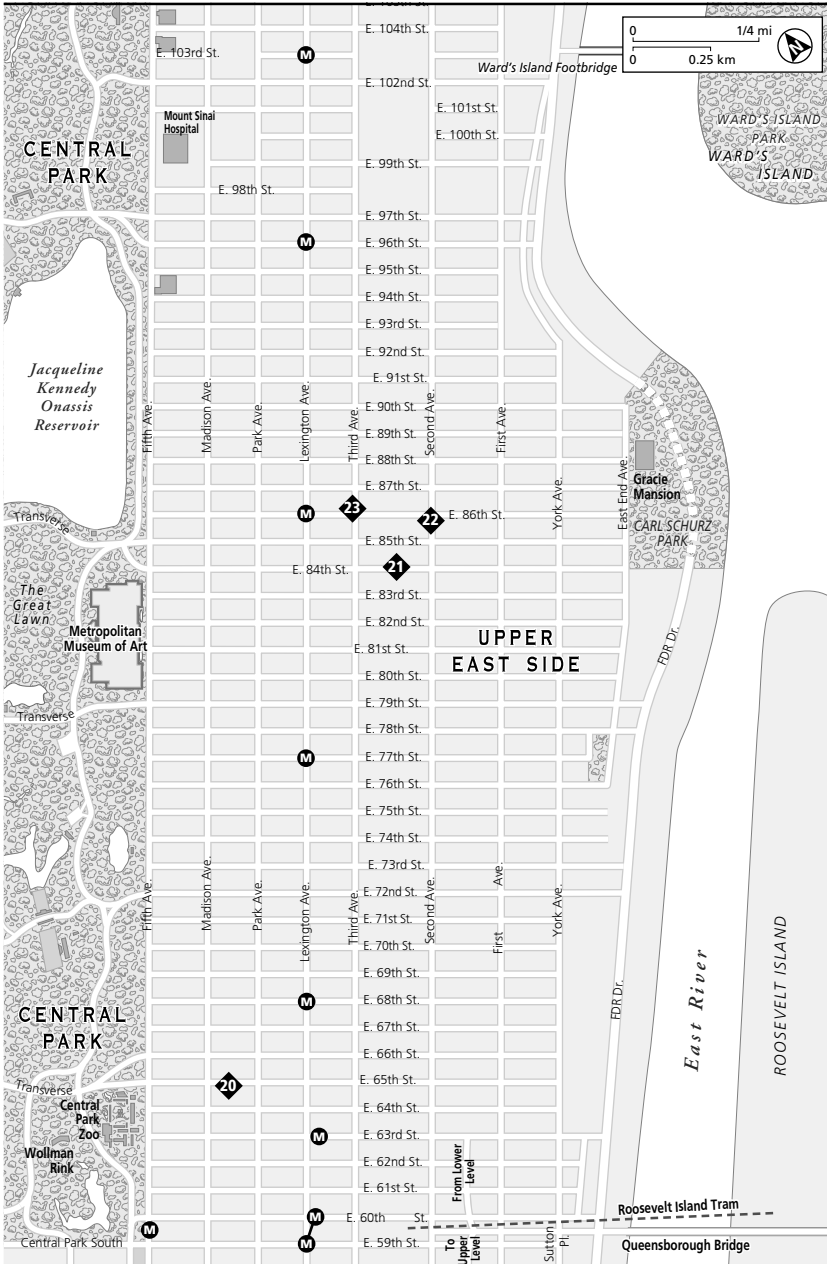 E. 104th St.
0 1/4 mi
0 0.25 km
N
E. 103rd St.
M
Ward's Island Footbridge
E. 102nd St.
E. 101st St.
Mount Sinai
Hospital
E. 100th St.
WARD'S ISLAND
PARK
WARD'S
ISLAND
CENTRAL
PARK
E. 99th St.
E. 98th St.
E. 97th St.
M
E. 96th St.
E. 95th St.
E. 94th St.
E. 93rd St.
E. 92nd St.
Jacqueline
Kennedy
Onassis
Reservoir
E. 91st St.
E. 90th St.
Fifth Ave.
Madison Ave.
Park Ave.
Lexington Ave.
Third Ave.
Second Ave.
First Ave.
E. 89th St.
E. 88th St.
E. 87th St.
York Ave.
East End Ave.
Gracie
Mansion
Transverse
M
23
22
E. 86th St.
CARL SCHURZ
PARK
E. 85th St.
21
E. 84th St.
The
Great
Lawn
E. 83rd St.
E. 82nd St.
Metropolitan
Museum of Art
UPPER
EAST SIDE
E. 81st St.
FDR Dr.
E. 80th St.
E. 79th St.
Transverse
E. 78th St.
M
E. 77th St.
E. 76th St.
E. 75th St.
E. 74th St.
E. 73rd St.
E. 72nd St.
Fifth Ave.
Madison Ave.
Park Ave.
Lexington Ave.
Third Ave.
Second Ave.
First Ave.
York Ave.
E. 71st St.
E. 70th St.
E. 69th St.
M
E. 68th St.
FDR Dr.
East River
ROOSEVELT ISLAND
CENTRAL
PARK
E. 67th St.
E. 66th St.
Transverse
20
E. 65th St.
Central
Park
Zoo
E. 64th St.
M
E. 63rd St.
Wollman
Rink
E. 62nd St.
From Lower
Level
E. 61st St.
M
M
E. 60th St.
Roosevelt Island Tram
Central Park South
M
E. 59th St.
To
Upper
Level
Sutton
Pl.
Queensborough Bridge